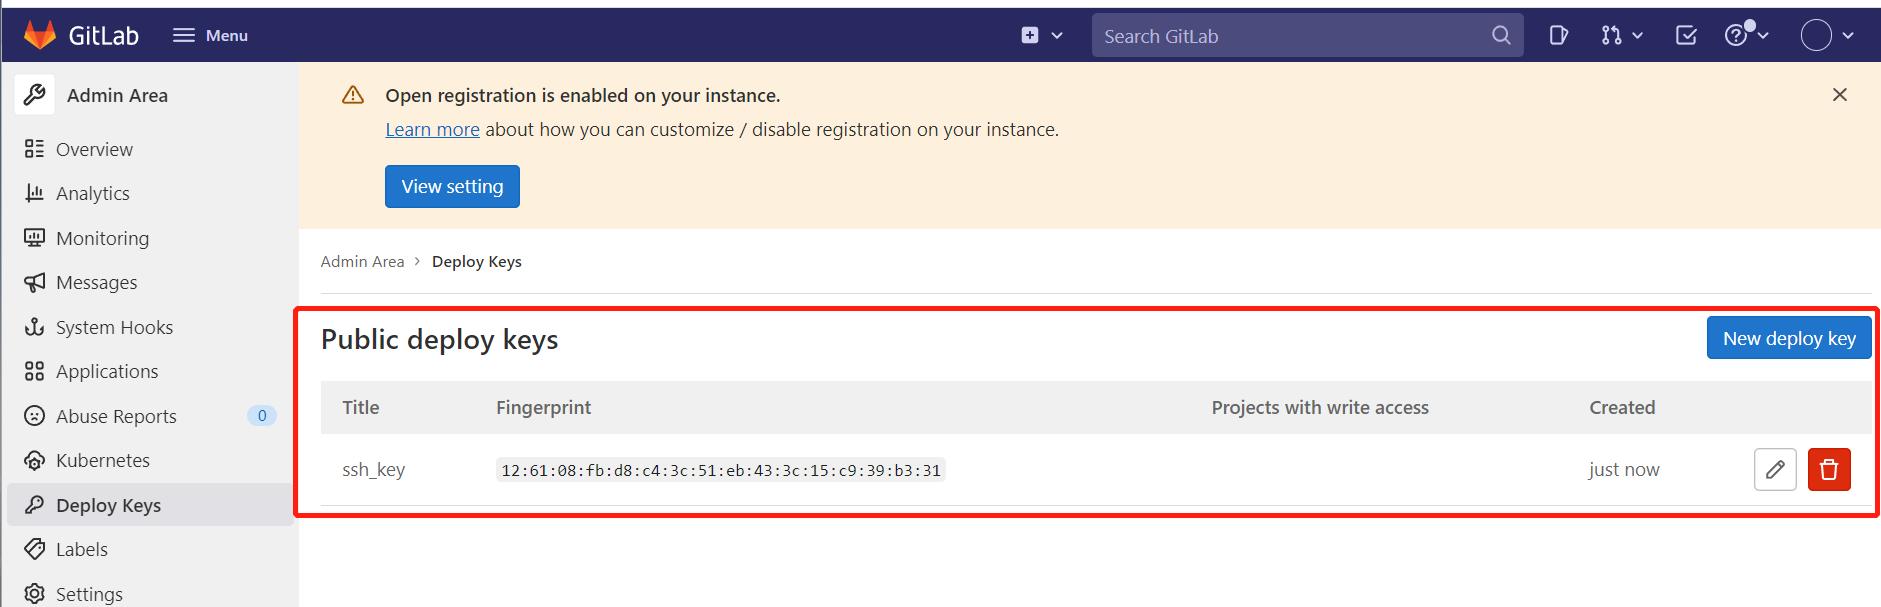 GitLab
Menu
Search GitLab
Admin Area
Overview
Analytics
Monitoring
Messages
System Hooks
Applications
Abuse Reports 0
Kubernetes
Deploy Keys
Labels
Settings
Open registration is enabled on your instance.
Learn more about how you can customize / disable registration on your instance.
View setting
Admin Area > Deploy Keys
Public deploy keys
New deploy key
Title Fingerprint Projects with write access Created
ssh_key 12:61:08:fb:d8:c4:3c:51:eb:43:3c:15:c9:39:b3:31 just now